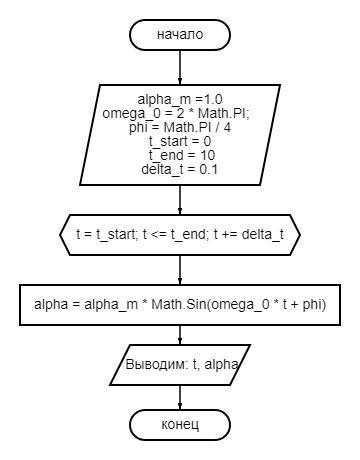 начало
alpha_m =1.0
omega_0 = 2 * Math.PI;
phi = Math.PI / 4
t_start = 0
t_end = 10
delta_t = 0.1
t = t_start; t <= t_end; t += delta_t
alpha = alpha_m * Math.Sin(omega_0 * t + phi)
Выводим: t, alpha
конец